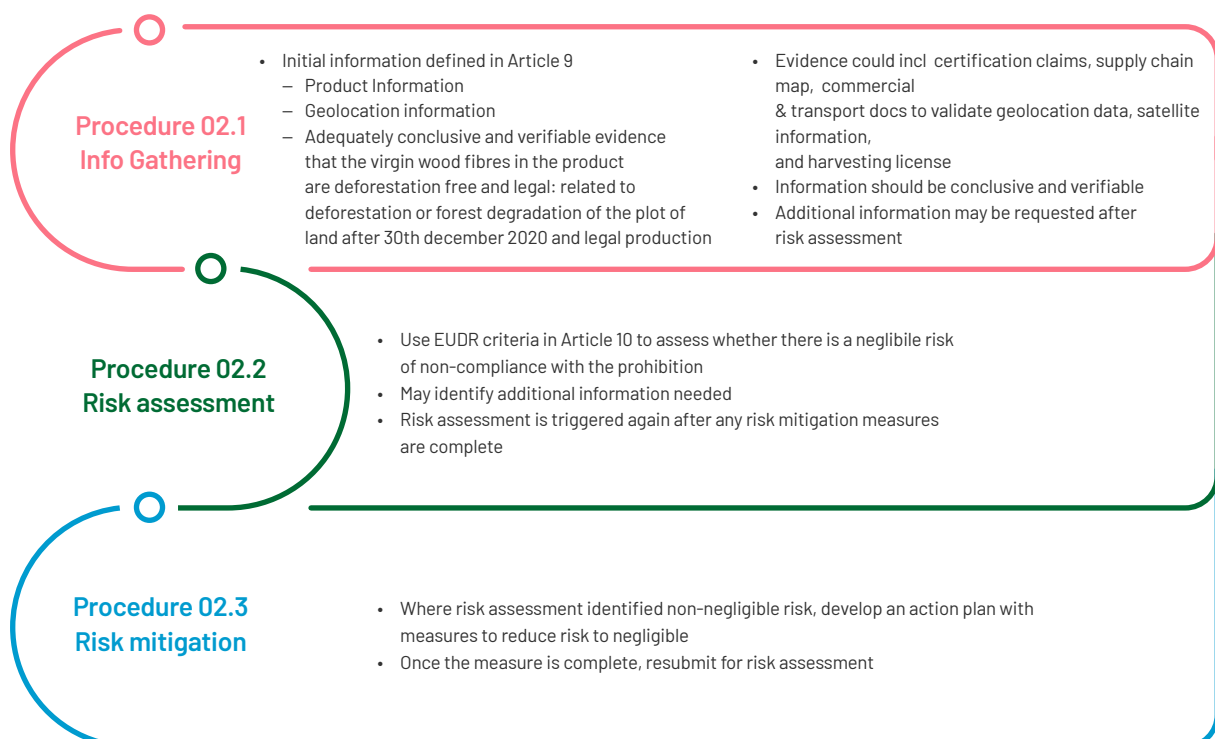 Procedure 02.1
Info Gathering
• Initial information defined in Article 9
– Product Information
– Geolocation information
– Adequately conclusive and verifiable evidence
that the virgin wood fibres in the product
are deforestation free and legal: related to
deforestation or forest degradation of the plot of
land after 30th december 2020 and legal production
• Evidence could incl certification claims, supply chain
map, commercial
& transport docs to validate geolocation data, satellite
information,
and harvesting license
• Information should be conclusive and verifiable
• Additional information may be requested after
risk assessment
Procedure 02.2
Risk assessment
• Use EUDR criteria in Article 10 to assess whether there is a neglibile risk
of non-compliance with the prohibition
• May identify additional information needed
• Risk assessment is triggered again after any risk mitigation measures
are complete
Procedure 02.3
Risk mitigation
• Where risk assessment identified non-negligible risk, develop an action plan with
measures to reduce risk to negligible
• Once the measure is complete, resubmit for risk assessment